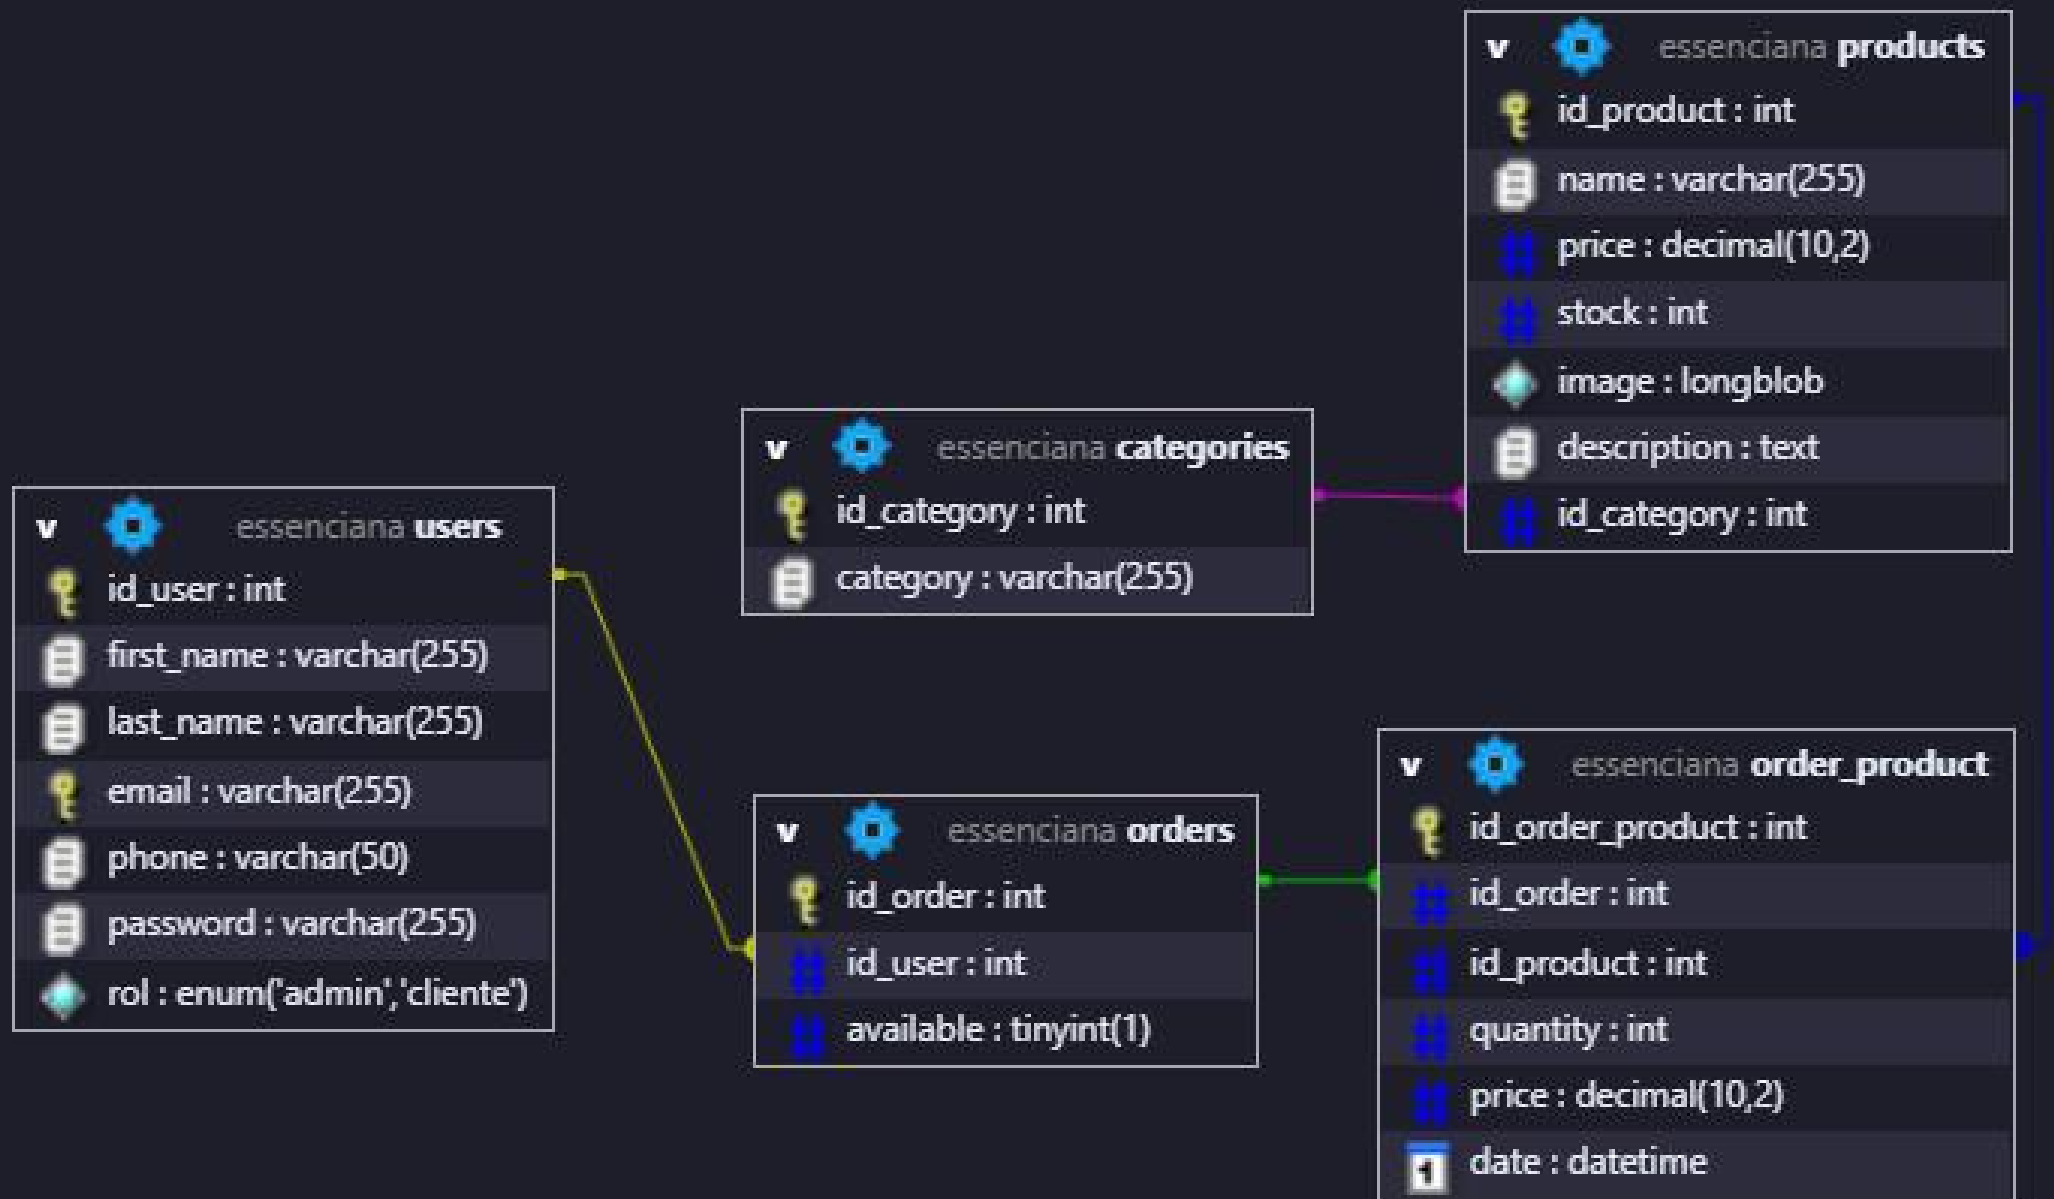 v essenciana products
id_product : int
name : varchar(255)
price : decimal(10,2)
stock : int
image : longblob
description : text
id_category : int
v essenciana categories
id_category : int
category : varchar(255)
v essenciana users
id_user : int
first_name : varchar(255)
last_name : varchar(255)
email : varchar(255)
phone : varchar(50)
password : varchar(255)
rol : enum('admin','cliente')
v essenciana orders
id_order : int
id_user : int
available : tinyint(1)
v essenciana order_product
id_order_product : int
id_order : int
id_product : int
quantity : int
price : decimal(10,2)
date : datetime